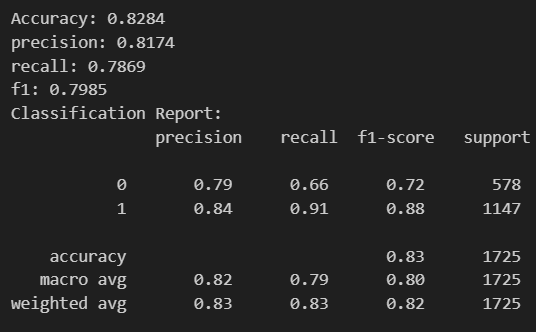 Accuracy: 0.8284
precision: 0.8174
recall: 0.7869
f1: 0.7985
Classification Report:
precision recall f1-score support
0 0.79 0.66 0.72 578
1 0.84 0.91 0.88 1147
accuracy 0.83 1725
macro avg 0.82 0.79 0.80 1725
weighted avg 0.83 0.83 0.82 1725